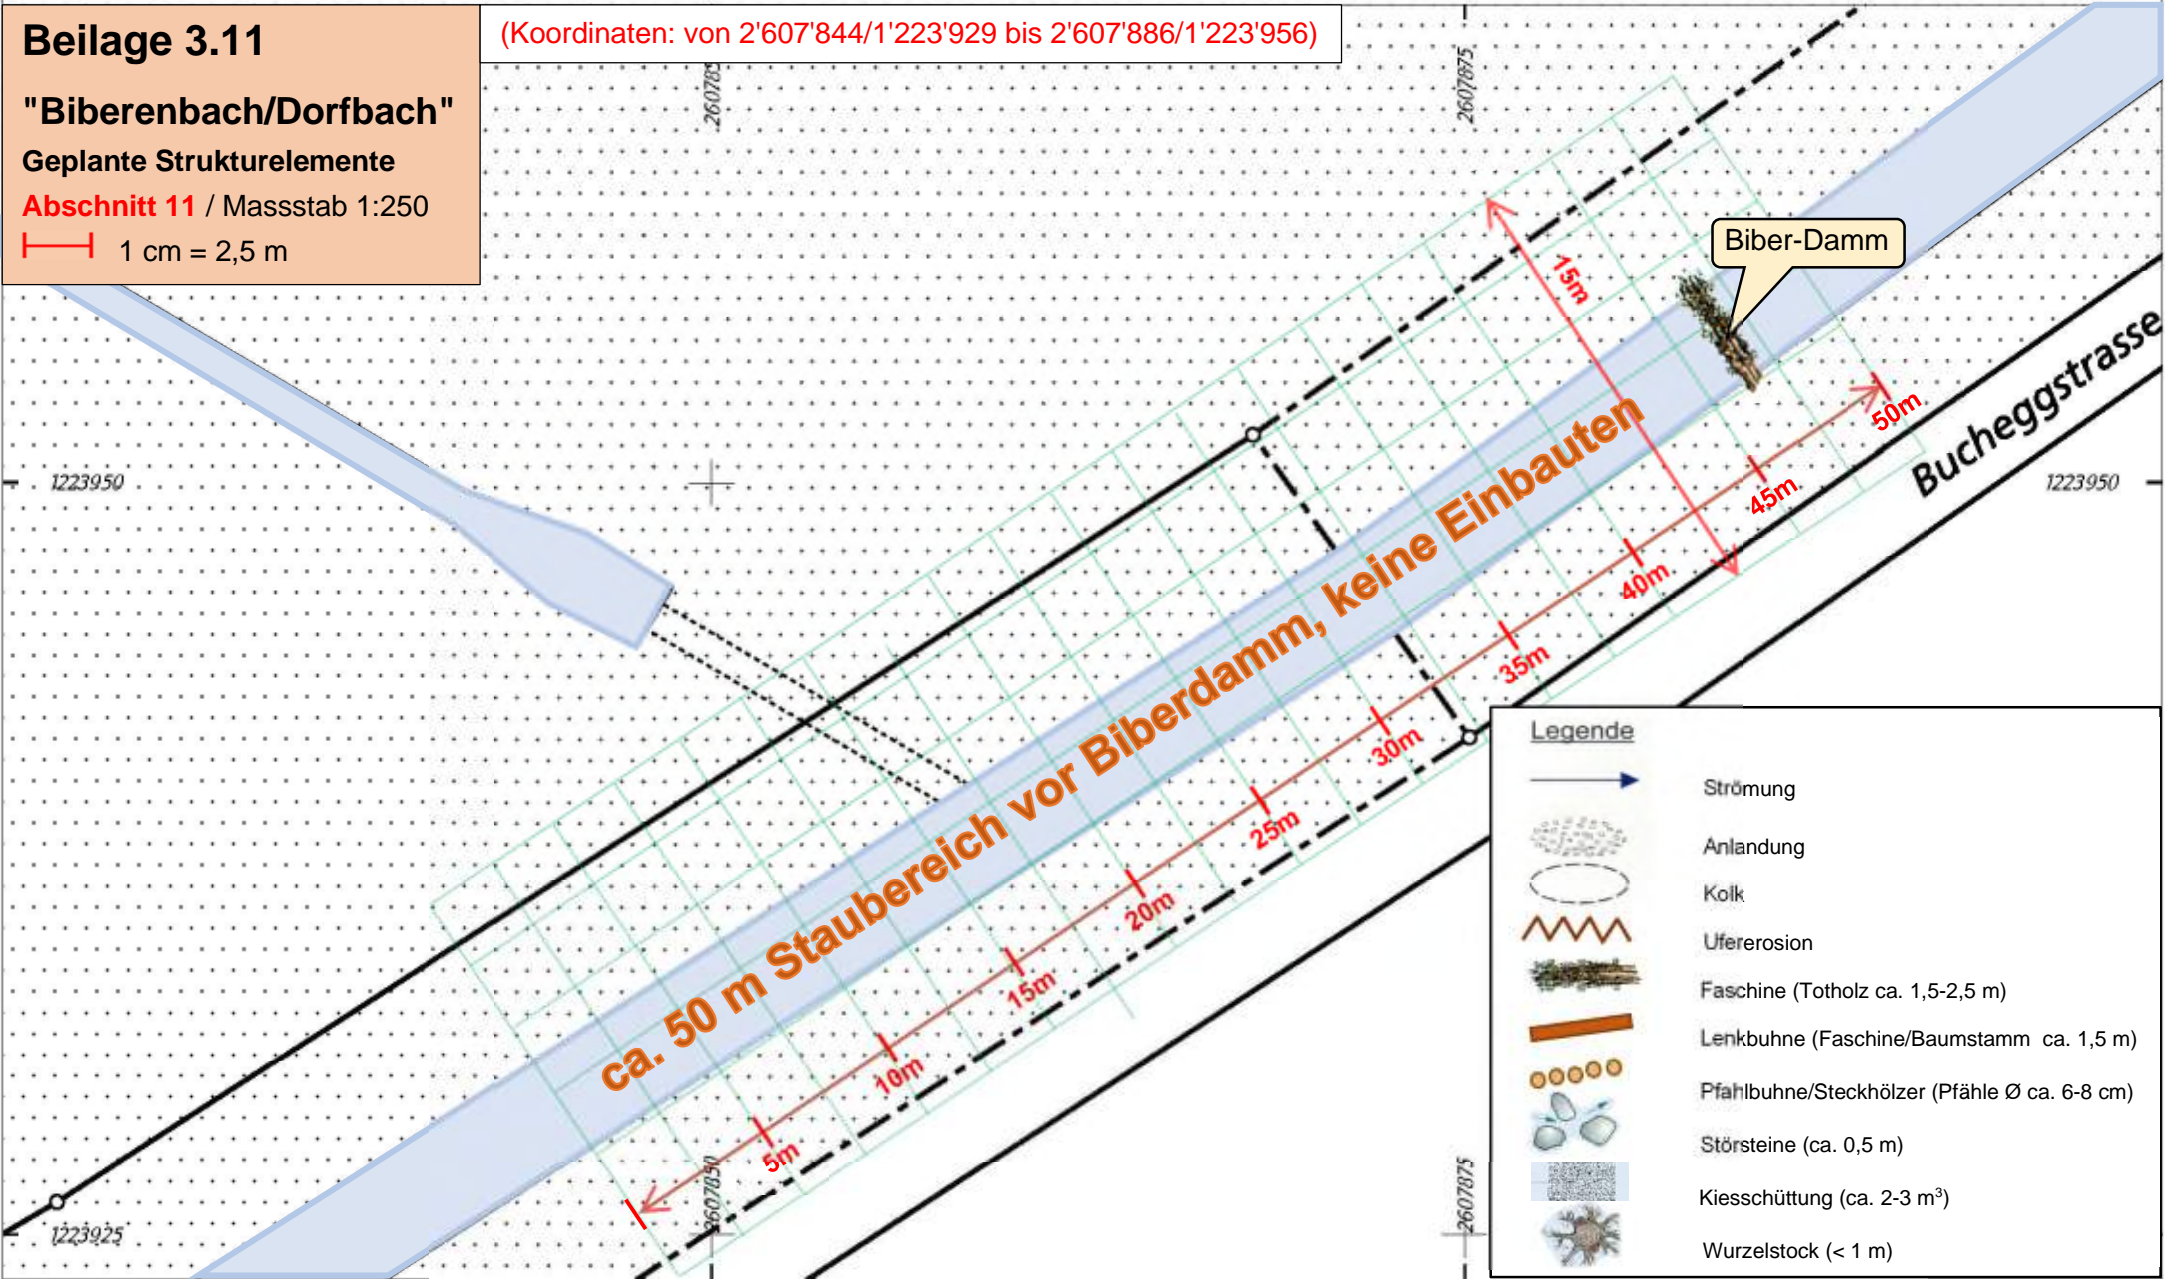 Beilage 3.11
"Biberenbach/Dorfbach"
Geplante Strukturelemente
Abschnitt 11 / Massstab 1:250
1 cm = 2,5 m
(Koordinaten: von 2'607'844/1'223'929 bis 2'607'886/1'223'956)
2607875
15m
Biber-Damm
Bucheggstrasse
50m
1223950
1223950
45m
40m
35m
30m
25m
20m
15m
10m
5m
ca. 50 m Staubereich vor Biberdamm, keine Einbauten
2607850
2607875
1223925
Legende
Strömung
Anlandung
Kolk
Ufererosion
Faschine (Totholz ca. 1,5-2,5 m)
Lenkbuhne (Faschine/Baumstamm ca. 1,5 m)
Pfahlbuhne/Steckhölzer (Pfähle Ø ca. 6-8 cm)
Störsteine (ca. 0,5 m)
Kiesschüttung (ca. 2-3 m³)
Wurzelstock (< 1 m)